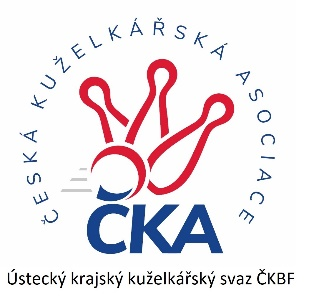 ČESKÁ KUŽELKÁŘSKÁ ASOCIACE
ČKA
Ústecký krajský kuželkářský svaz ČKBF